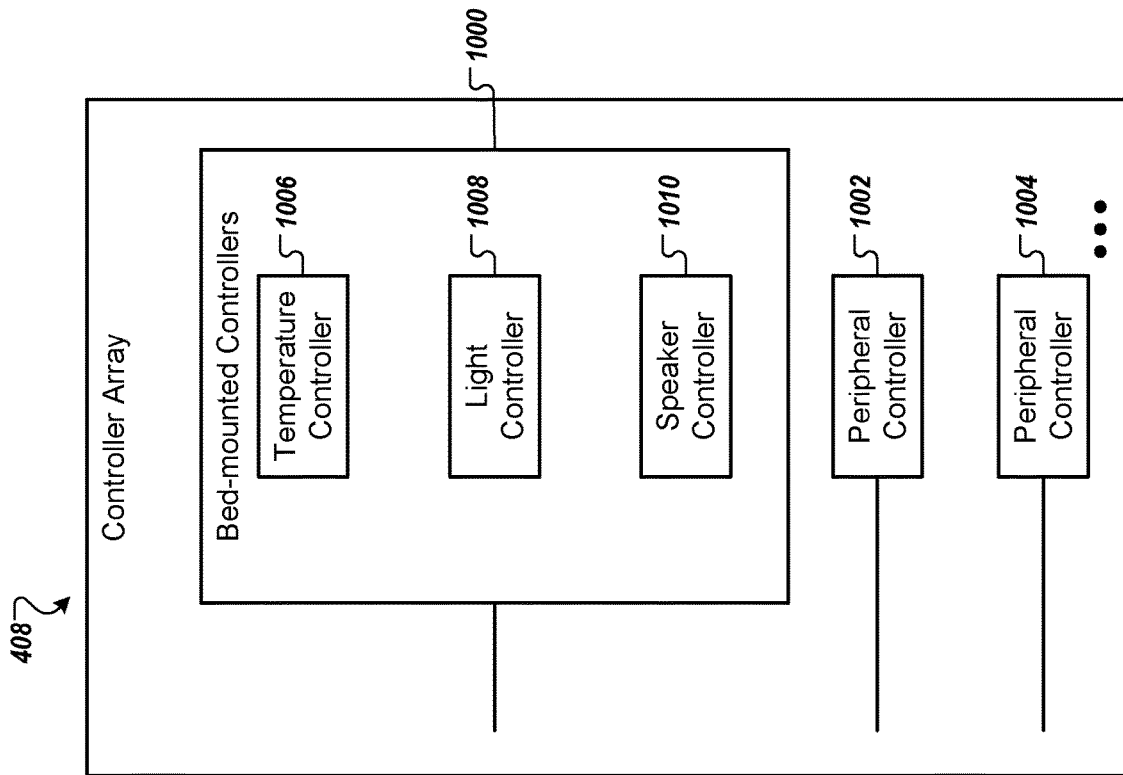 408
Controller Array
Bed-mounted Controllers
1000
Temperature
Controller
1006
Light
Controller
1008
Speaker
Controller
1010
Peripheral
Controller
1002
Peripheral
Controller
1004